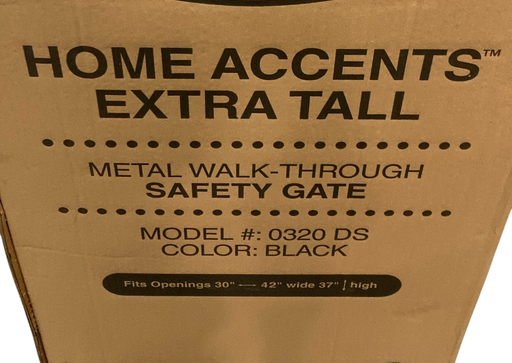 HOME ACCENTS™
EXTRA TALL
METAL WALK-THROUGH
SAFETY GATE
MODEL #: 0320 DS
COLOR: BLACK
Fits Openings 30" — 42" wide 37" high